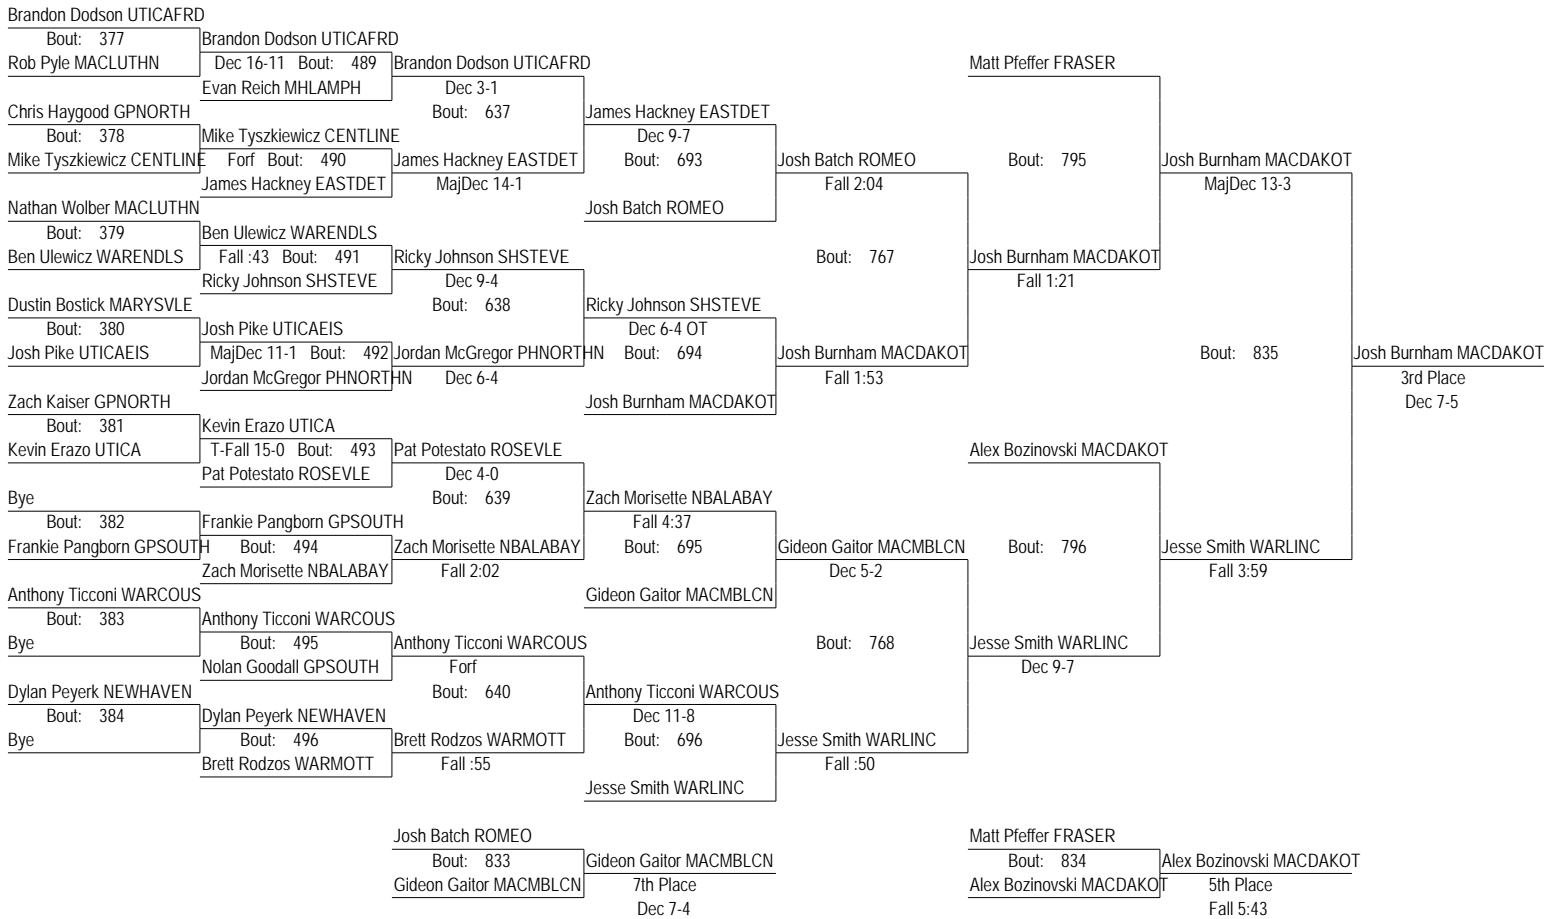 Brandon Dodson UTICAFRD
Bout: 377 Brandon Dodson UTICAFRD
Rob Pyle MACLUTHN Dec 16-11 Bout: 489 Brandon Dodson UTICAFRD Matt Pfeffer FRASER
Evan Reich MHLAMPH Dec 3-1
Chris Haygood GPNORTH Bout: 637 James Hackney EASTDET
Bout: 378 Mike Tyszkiewicz CENTLINE Dec 9-7
Mike Tyszkiewicz CENTLINE Forf Bout: 490 James Hackney EASTDET Bout: 693 Josh Batch ROMEO Bout: 795 Josh Burnham MACDAKOT
James Hackney EASTDET MajDec 14-1 Fall 2:04 MajDec 13-3
Nathan Wolber MACLUTHN Josh Batch ROMEO
Bout: 379 Ben Ulewicz WARENDLS
Ben Ulewicz WARENDLS Fall :43 Bout: 491 Ricky Johnson SHSTEVE Bout: 767 Josh Burnham MACDAKOT
Ricky Johnson SHSTEVE Dec 9-4 Fall 1:21
Dustin Bostick MARYSVLE Bout: 638 Ricky Johnson SHSTEVE
Bout: 380 Josh Pike UTICAEIS Dec 6-4 OT
Josh Pike UTICAEIS MajDec 11-1 Bout: 492 Jordan McGregor PHNORTHN Bout: 694 Josh Burnham MACDAKOT Bout: 835 Josh Burnham MACDAKOT
Jordan McGregor PHNORTHN Dec 6-4 Fall 1:53 3rd Place
Zach Kaiser GPNORTH Josh Burnham MACDAKOT Dec 7-5
Bout: 381 Kevin Erazo UTICA
Kevin Erazo UTICA T-Fall 15-0 Bout: 493 Pat Potestato ROSEVLE Alex Bozinovski MACDAKOT
Pat Potestato ROSEVLE Dec 4-0
Bye Bout: 639 Zach Morisette NBALABAY
Bout: 382 Frankie Pangborn GPSOUTH Fall 4:37
Frankie Pangborn GPSOUTH Bout: 494 Zach Morisette NBALABAY Bout: 695 Gideon Gaitor MACMBLCN Bout: 796 Jesse Smith WARLINC
Zach Morisette NBALABAY Fall 2:02 Dec 5-2 Fall 3:59
Anthony Ticconi WARCOUS Gideon Gaitor MACMBLCN
Bout: 383 Anthony Ticconi WARCOUS
Bye Bout: 495 Anthony Ticconi WARCOUS Bout: 768 Jesse Smith WARLINC
Nolan Goodall GPSOUTH Forf Dec 9-7
Dylan Peyerk NEWHAVEN Bout: 640 Anthony Ticconi WARCOUS
Bout: 384 Dylan Peyerk NEWHAVEN Dec 11-8
Bye Bout: 496 Brett Rodzos WARMOTT Bout: 696 Jesse Smith WARLINC
Brett Rodzos WARMOTT Fall :55 Fall :50
Jesse Smith WARLINC
Josh Batch ROMEO Matt Pfeffer FRASER
Bout: 833 Gideon Gaitor MACMBLCN Bout: 834 Alex Bozinovski MACDAKOT
Gideon Gaitor MACMBLCN 7th Place Alex Bozinovski MACDAKOT 5th Place
Dec 7-4 Fall 5:43